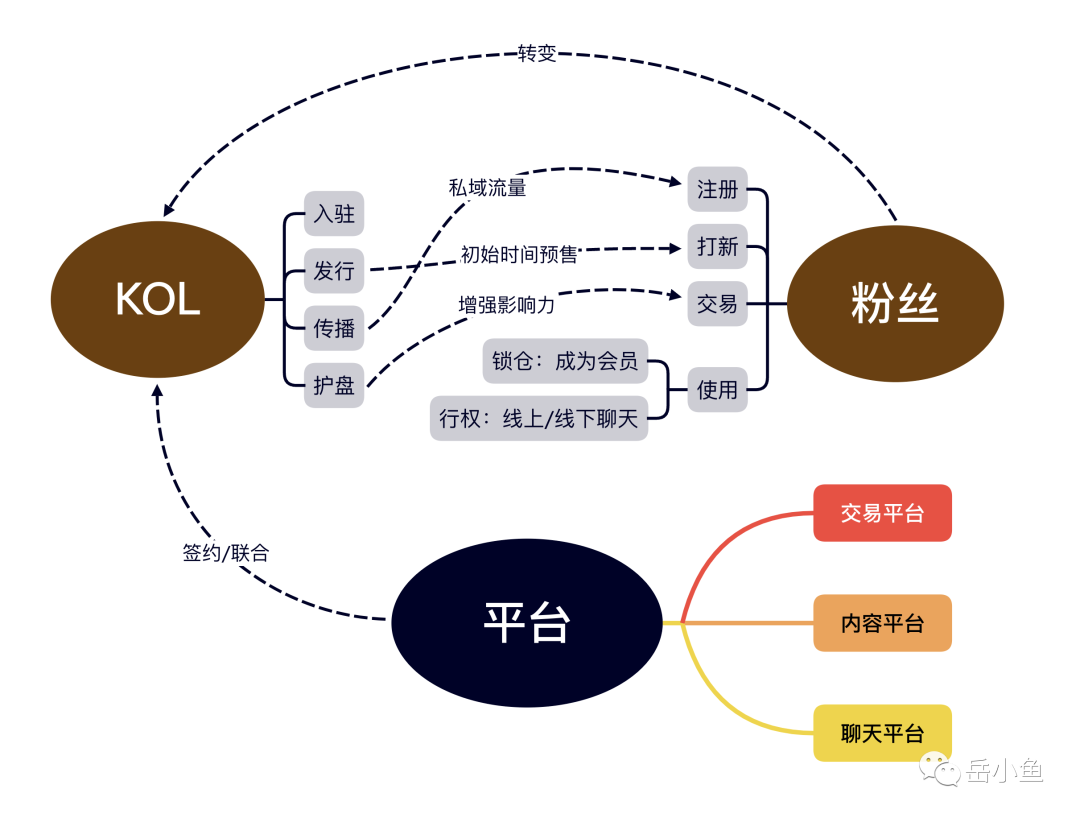 转变
私域流量
注册
入驻
打新
初始时间预售
发行
KOL
粉丝
增强影响力
交易
传播
锁仓：成为会员
护盘
使用
行权：线上/线下聊天
交易平台
签约/联合
平台
内容平台
聊天平台
岳小鱼